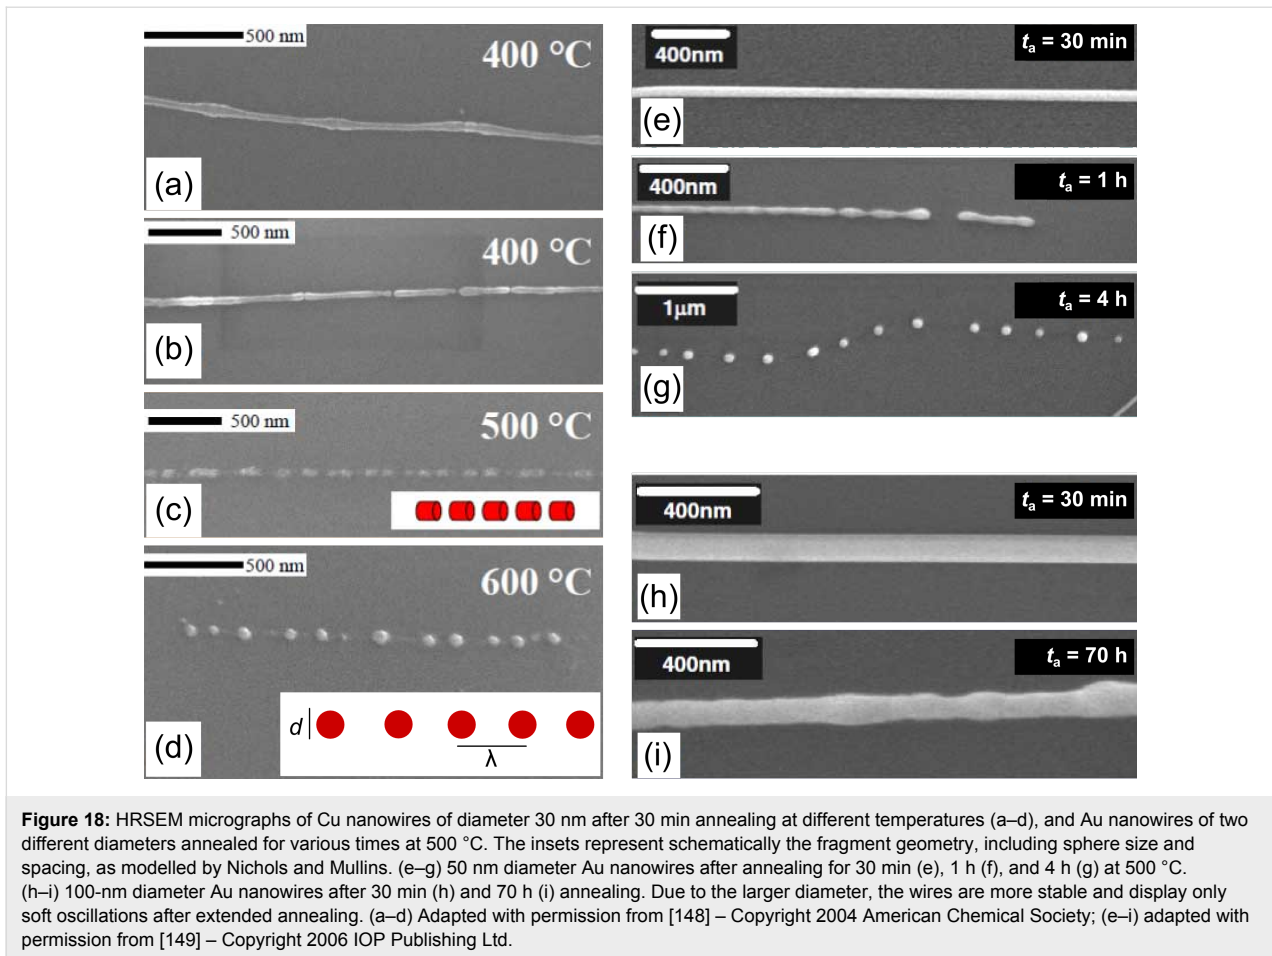 500 nm
400 °C
(a)
500 nm
400 °C
(b)
500 nm
500 °C
(c)
500 nm
600 °C
(d)
d
λ
400nm
ta = 30 min
(e)
400nm
ta = 1 h
(f)
1μm
ta = 4 h
(g)
400nm
ta = 30 min
(h)
400nm
ta = 70 h
(i)
Figure 18: HRSEM micrographs of Cu nanowires of diameter 30 nm after 30 min annealing at different temperatures (a–d), and Au nanowires of two
different diameters annealed for various times at 500 °C. The insets represent schematically the fragment geometry, including sphere size and
spacing, as modelled by Nichols and Mullins. (e–g) 50 nm diameter Au nanowires after annealing for 30 min (e), 1 h (f), and 4 h (g) at 500 °C.
(h–i) 100-nm diameter Au nanowires after 30 min (h) and 70 h (i) annealing. Due to the larger diameter, the wires are more stable and display only
soft oscillations after extended annealing. (a–d) Adapted with permission from [148] – Copyright 2004 American Chemical Society; (e–i) adapted with
permission from [149] – Copyright 2006 IOP Publishing Ltd.